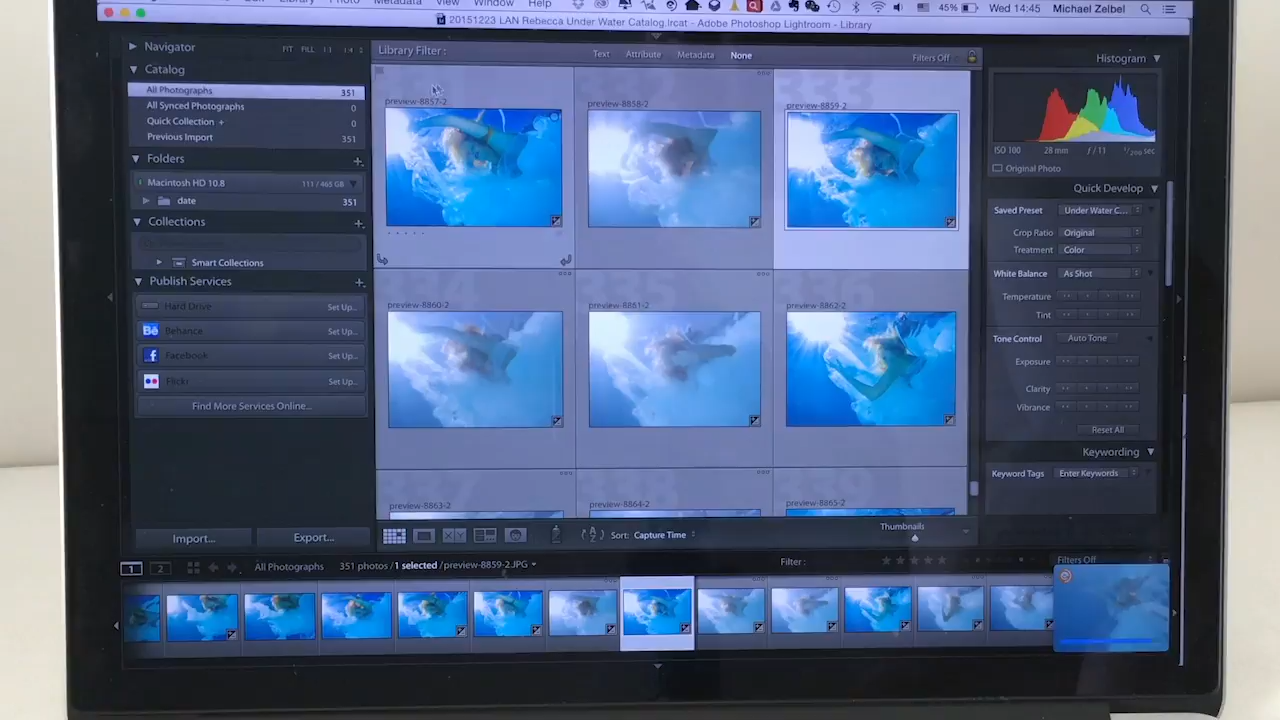 Library Photo Metadata View Window Help 45% Wed 14:45 Michael Zelbel
20151223 LAN Rebecca Under Water Catalog.lrcat - Adobe Photoshop Lightroom - Library
Navigator FIT FILL 1:1
Catalog
All Photographs 351
All Synced Photographs 0
Quick Collection + 0
Previous Import 351
Folders +
Macintosh HD 10.8 111 / 465 GB
date 351
Collections +
Smart Collections
Publish Services +
Hard Drive Set Up...
Behance Set Up...
Facebook Set Up...
Flickr Set Up...
Find More Services Online...
Import... Export...
Library Filter : Text Attribute Metadata None Filters Off
333
preview-8857-2 preview-8858-2 preview-8859-2
preview-8860-2 preview-8861-2 preview-8862-2
preview-8863-2 preview-8864-2 preview-8865-2
Sort: Capture Time Thumbnails
Histogram
ISO 100 28 mm ƒ / 11 1/200 sec
Original Photo
Quick Develop
Saved Preset Under Water C...
Crop Ratio Original
Treatment Color
White Balance As Shot
Temperature
Tint
Tone Control Auto Tone
Exposure
Clarity
Vibrance
Reset All
Keywording
Keyword Tags Enter Keywords
1 2 All Photographs 351 photos / 1 selected / preview-8859-2.JPG Filter : Filters Off